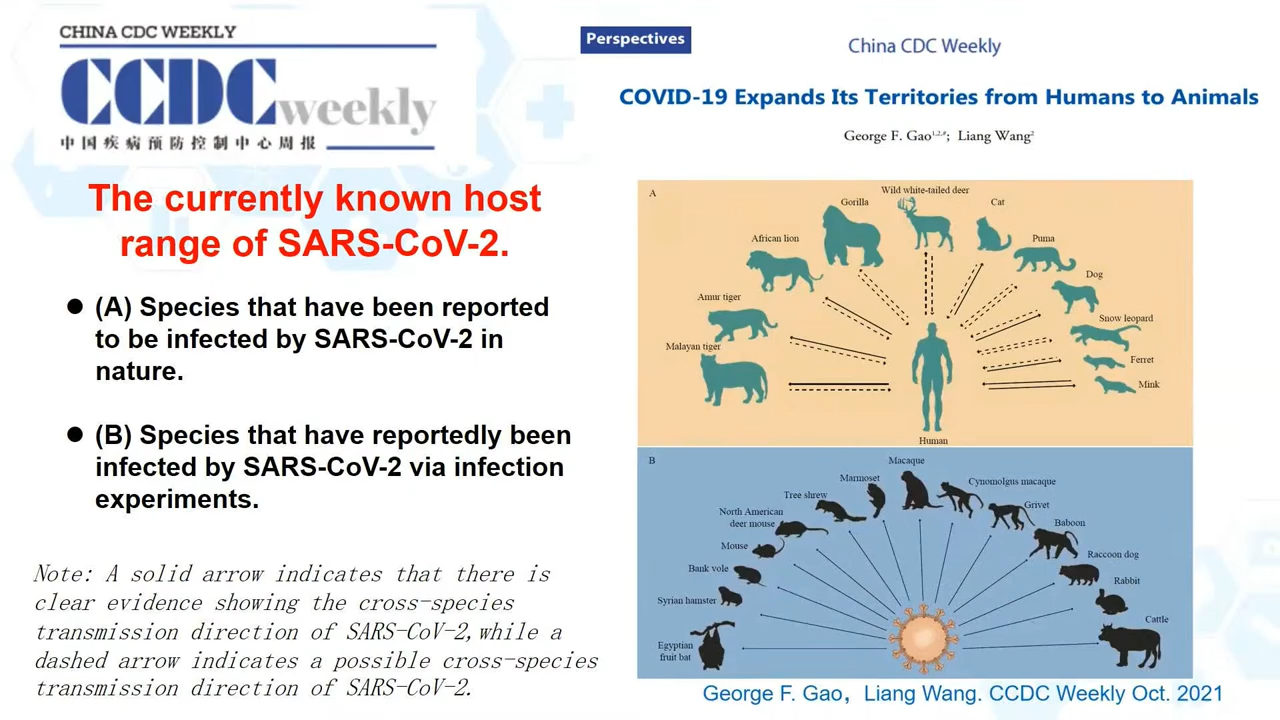 CHINA CDC WEEKLY
CCDC weekly
中国疾病预防控制中心周报
Perspectives
China CDC Weekly
COVID-19 Expands Its Territories from Humans to Animals
George F. Gao¹,²,#; Liang Wang²
The currently known host
range of SARS-CoV-2.
● (A) Species that have been reported
to be infected by SARS-CoV-2 in
nature.
● (B) Species that have reportedly been
infected by SARS-CoV-2 via infection
experiments.
Note: A solid arrow indicates that there is
clear evidence showing the cross-species
transmission direction of SARS-CoV-2,while a
dashed arrow indicates a possible cross-species
transmission direction of SARS-CoV-2.
A
Malayan tiger
Amur tiger
African lion
Gorilla
Wild white-tailed deer
Cat
Puma
Dog
Snow leopard
Ferret
Mink
Human
B
Egyptian
fruit bat
Syrian hamster
Bank vole
Mouse
North American
deer mouse
Tree shrew
Marmoset
Macaque
Cynomolgus macaque
Grivet
Baboon
Raccoon dog
Rabbit
Cattle
George F. Gao，Liang Wang. CCDC Weekly Oct. 2021